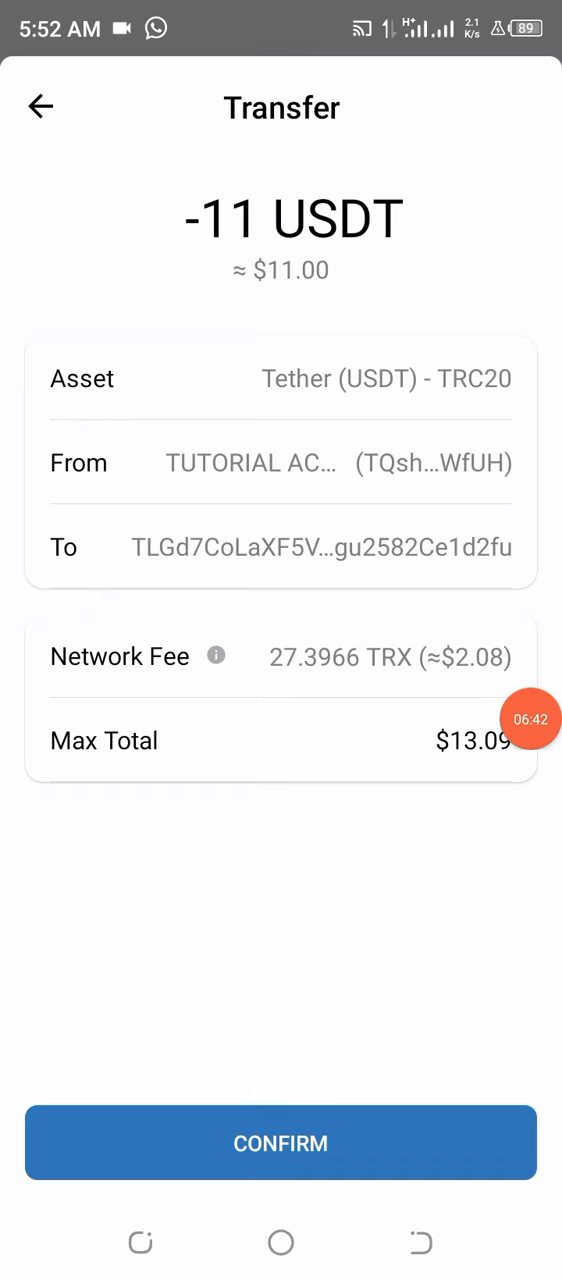 5:52 AM H+ 2.1 K/s 89
Transfer
-11 USDT
≈ $11.00
Asset Tether (USDT) - TRC20
From TUTORIAL AC... (TQsh...WfUH)
To TLGd7CoLaXF5V...gu2582Ce1d2fu
Network Fee 27.3966 TRX (≈$2.08)
06:42
Max Total $13.09
CONFIRM